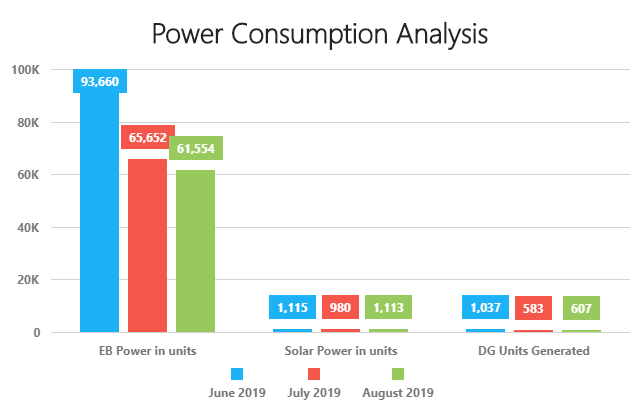 Power Consumption Analysis
100K
93,660
80K
65,652
61,554
60K
40K
20K
1,115 980 1,113 1,037 583 607
0
EB Power in units Solar Power in units DG Units Generated
June 2019 July 2019 August 2019